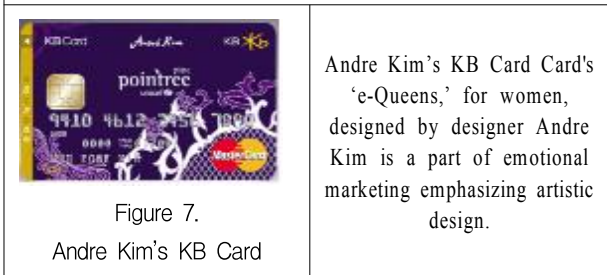 KB Card Andre Kim KB
pointree
9410 4612 3456
MasterCard
Figure 7.
Andre Kim's KB Card
Andre Kim's KB Card Card's
'e-Queens,' for women,
designed by designer Andre
Kim is a part of emotional
marketing emphasizing artistic
design.